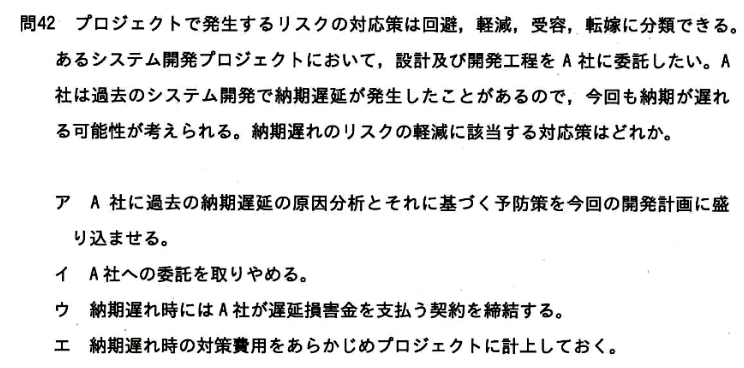 問42 プロジェクトで発生するリスクの対応策は回避，軽減，受容，転嫁に分類できる。
あるシステム開発プロジェクトにおいて，設計及び開発工程を A 社に委託したい。A
社は過去のシステム開発で納期遅延が発生したことがあるので，今回も納期が遅れ
る可能性が考えられる。納期遅れのリスクの軽減に該当する対応策はどれか。
ア A 社に過去の納期遅延の原因分析とそれに基づく予防策を今回の開発計画に盛
り込ませる。
イ A 社への委託を取りやめる。
ウ 納期遅れ時には A 社が遅延損害金を支払う契約を締結する。
エ 納期遅れ時の対策費用をあらかじめプロジェクトに計上しておく。